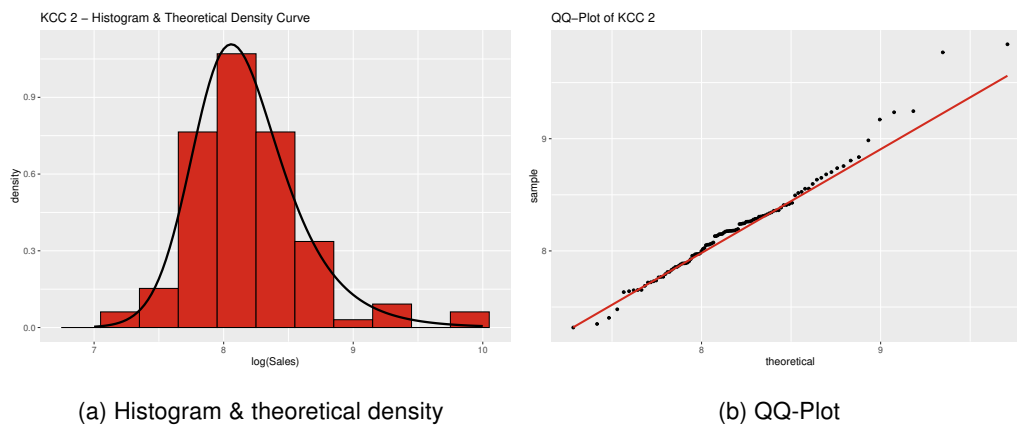 KCC 2 − Histogram & Theoretical Density Curve
density
0.9
0.6
0.3
0.0
7
8
9
10
log(Sales)
(a) Histogram & theoretical density
QQ−Plot of KCC 2
sample
9
8
8
9
theoretical
(b) QQ-Plot